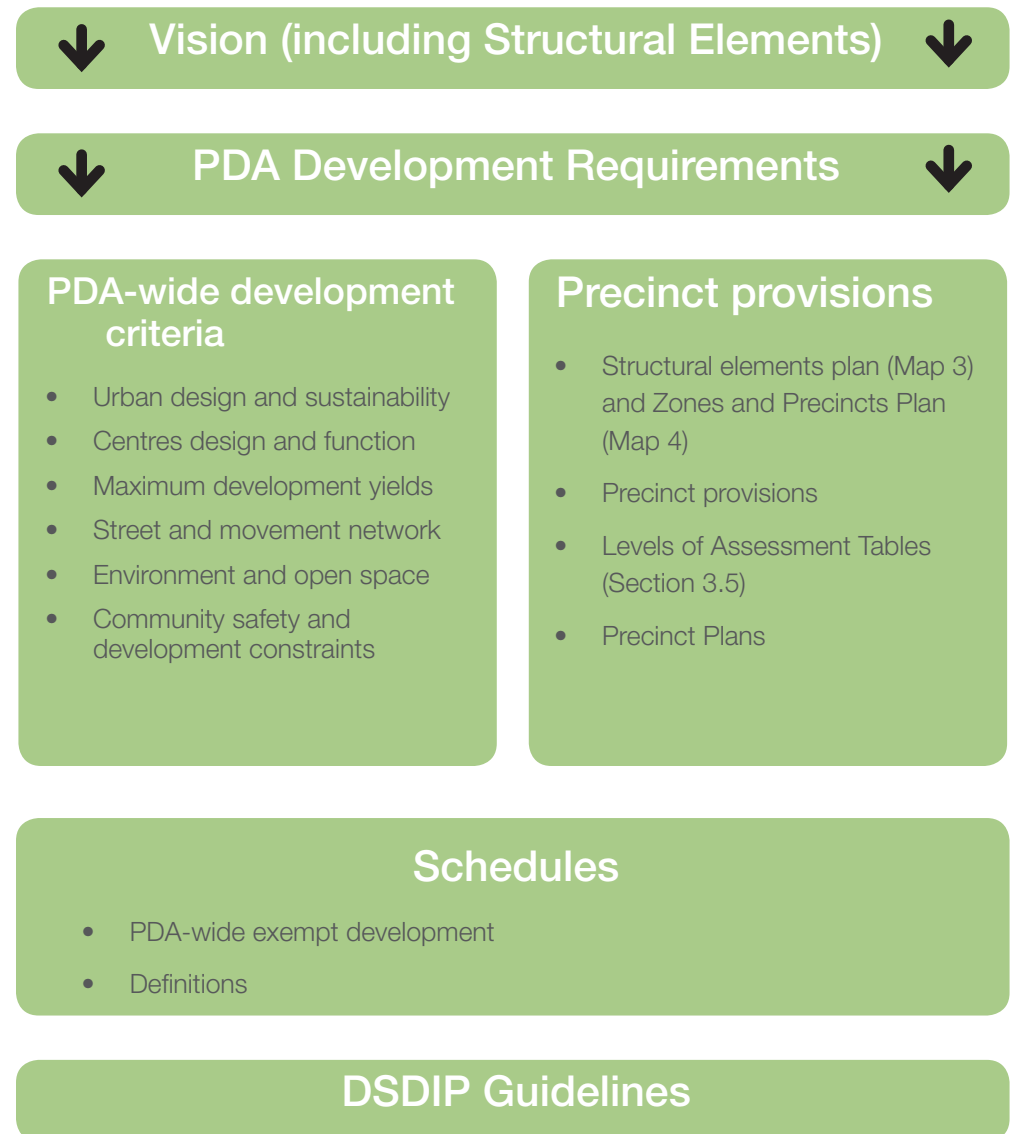 Vision (including Structural Elements)
PDA Development Requirements
PDA-wide development
criteria
• Urban design and sustainability
• Centres design and function
• Maximum development yields
• Street and movement network
• Environment and open space
• Community safety and
development constraints
Precinct provisions
• Structural elements plan (Map 3)
and Zones and Precincts Plan
(Map 4)
• Precinct provisions
• Levels of Assessment Tables
(Section 3.5)
• Precinct Plans
Schedules
• PDA-wide exempt development
• Definitions
DSDIP Guidelines